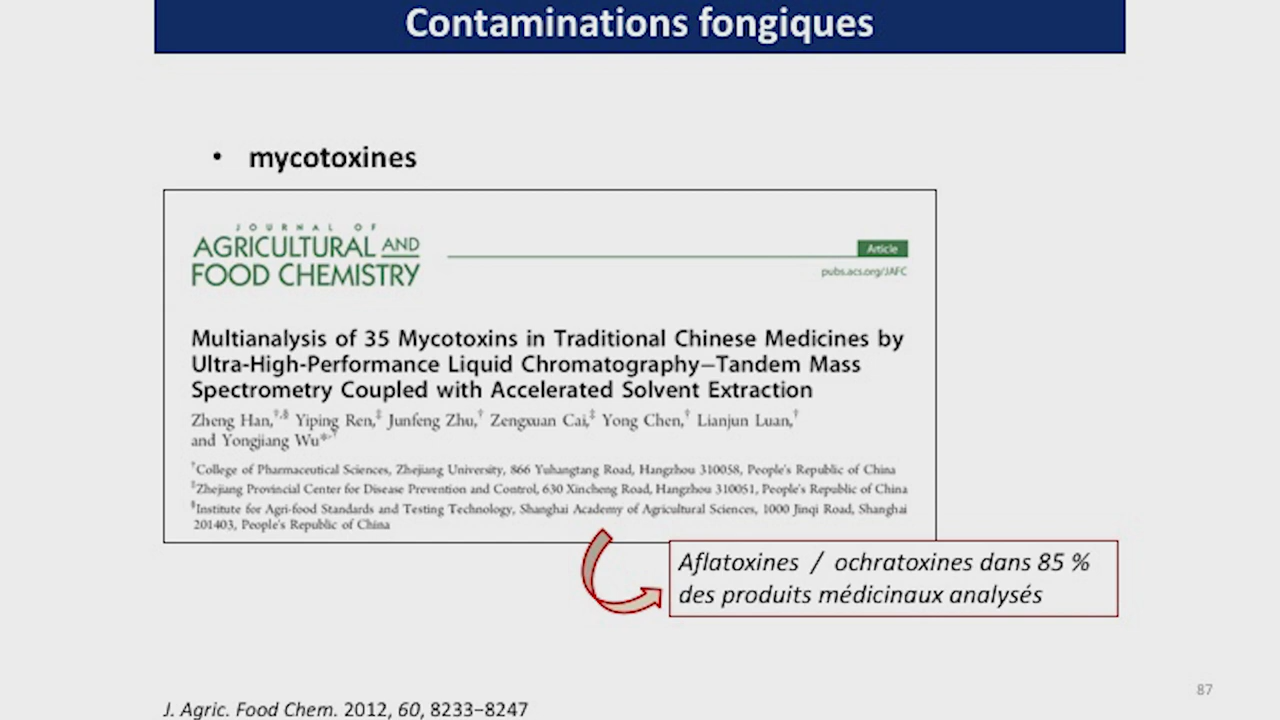 Contaminations fongiques
• mycotoxines
JOURNAL OF
AGRICULTURAL AND
FOOD CHEMISTRY
Article
pubs.acs.org/JAFC
Multianalysis of 35 Mycotoxins in Traditional Chinese Medicines by
Ultra-High-Performance Liquid Chromatography−Tandem Mass
Spectrometry Coupled with Accelerated Solvent Extraction
Zheng Han,†,§ Yiping Ren,‡ Junfeng Zhu,† Zengxuan Cai,‡ Yong Chen,† Lianjun Luan,†
and Yongjiang Wu*,†
†College of Pharmaceutical Sciences, Zhejiang University, 866 Yuhangtang Road, Hangzhou 310058, People's Republic of China
‡Zhejiang Provincial Center for Disease Prevention and Control, 630 Xincheng Road, Hangzhou 310051, People's Republic of China
§Institute for Agri-food Standards and Testing Technology, Shanghai Academy of Agricultural Sciences, 1000 Jinqi Road, Shanghai
201403, People's Republic of China
Aflatoxines / ochratoxines dans 85 %
des produits médicinaux analysés
87
J. Agric. Food Chem. 2012, 60, 8233−8247